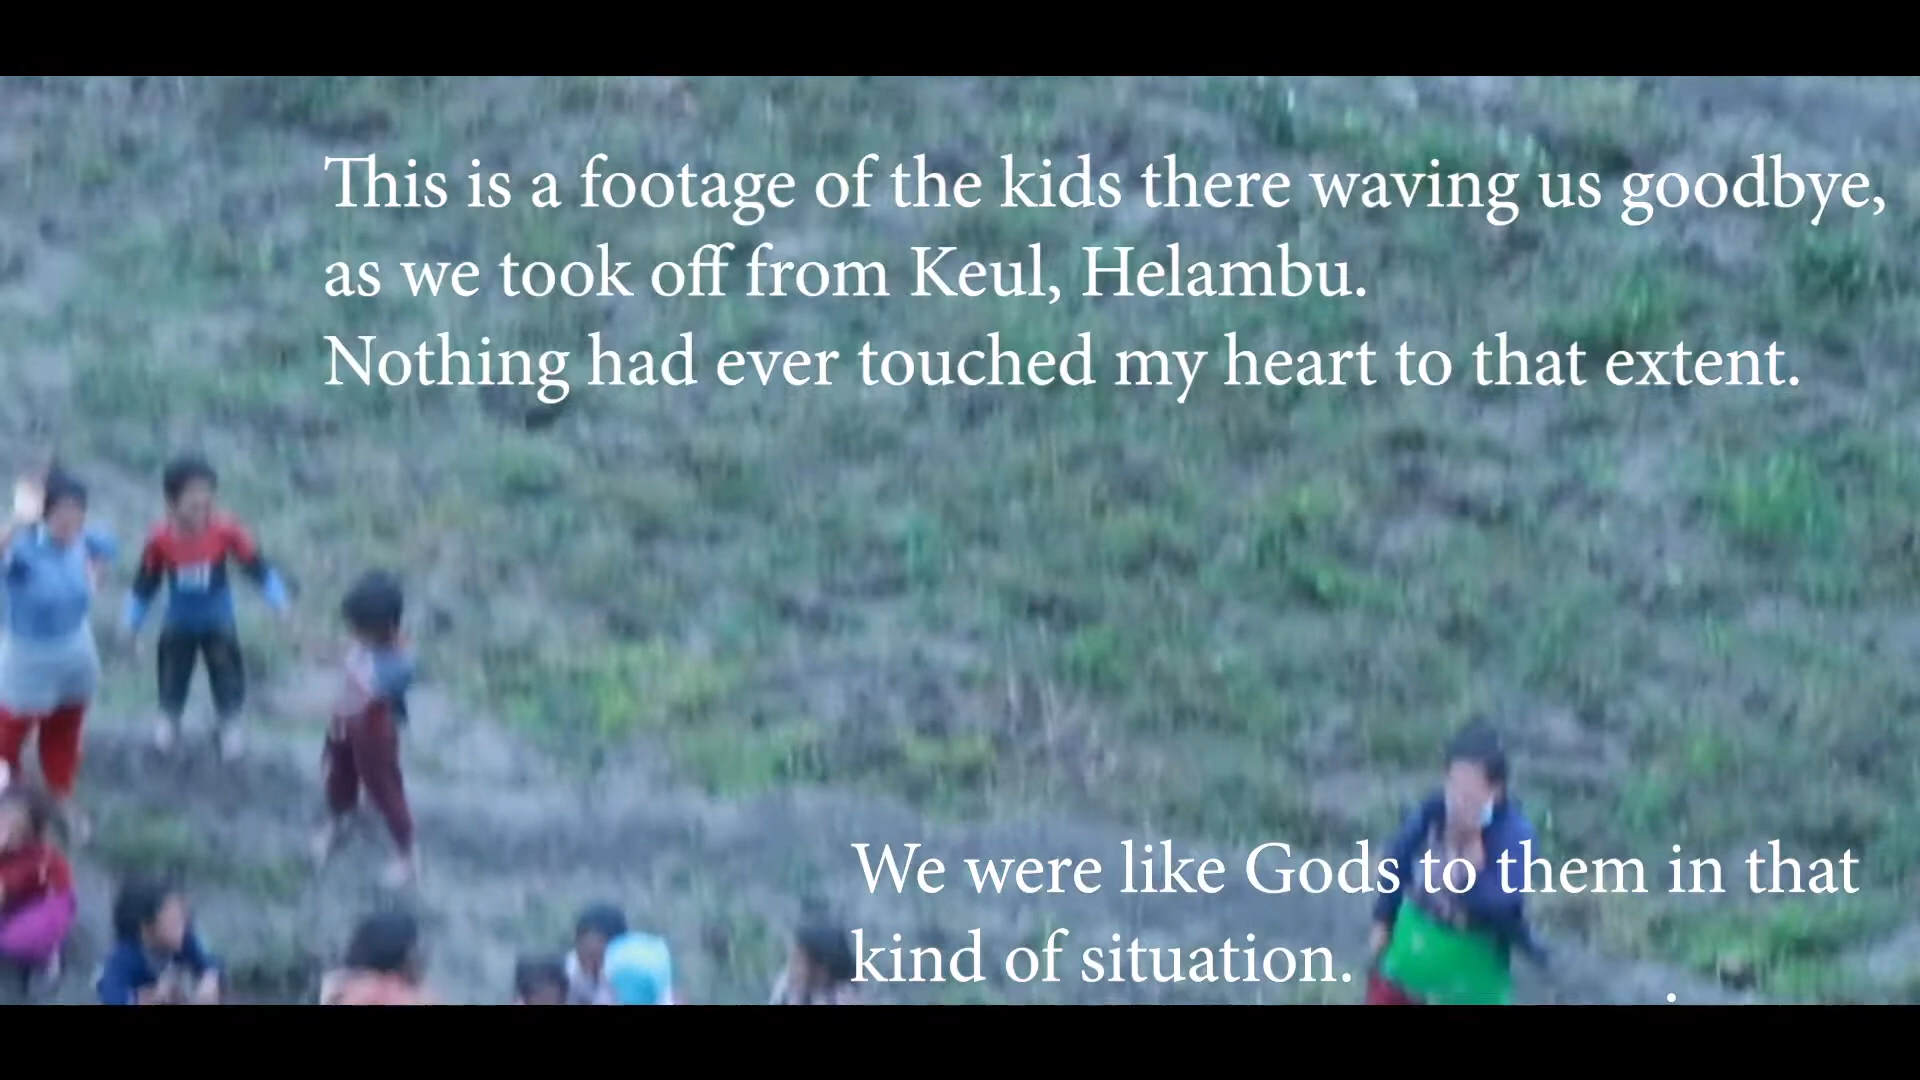 This is a footage of the kids there waving us goodbye,
as we took off from Keul, Helambu.
Nothing had ever touched my heart to that extent.
We were like Gods to them in that
kind of situation.